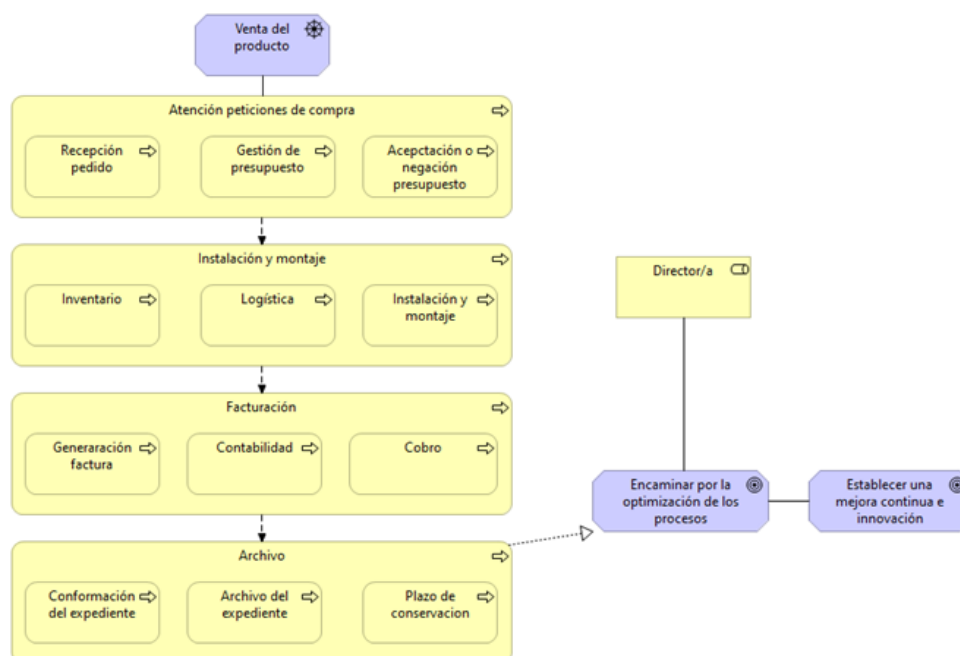 Venta del
producto
Atención peticiones de compra
Recepción
pedido
Gestión de
presupuesto
Acepctación o
negación
presupuesto
Instalación y montaje
Inventario
Logística
Instalación y
montaje
Facturación
Generaración
factura
Contabilidad
Cobro
Archivo
Conformación
del expediente
Archivo del
expediente
Plazo de
conservacion
Director/a
Encaminar por la
optimización de los
procesos
Establecer una
mejora continua e
innovación